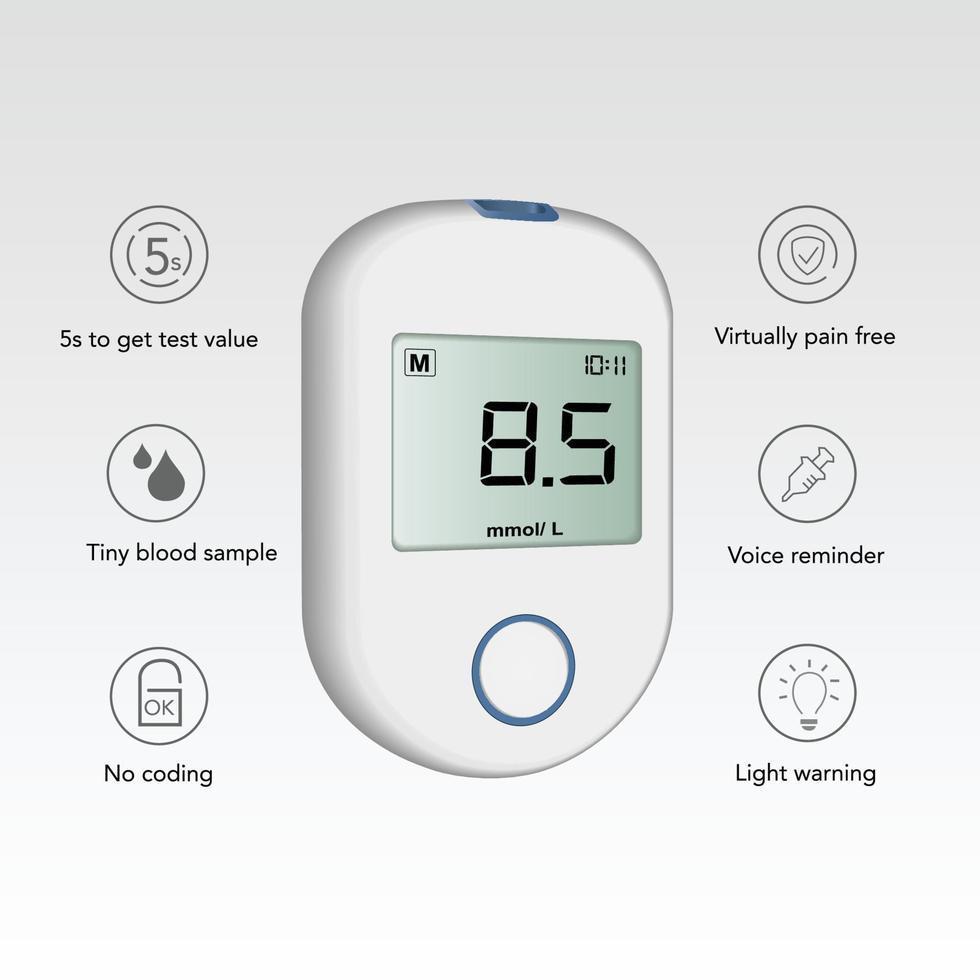 5s
5s to get test value
Tiny blood sample
OK
No coding
M 10:11
8.5
mmol/ L
Virtually pain free
Voice reminder
Light warning